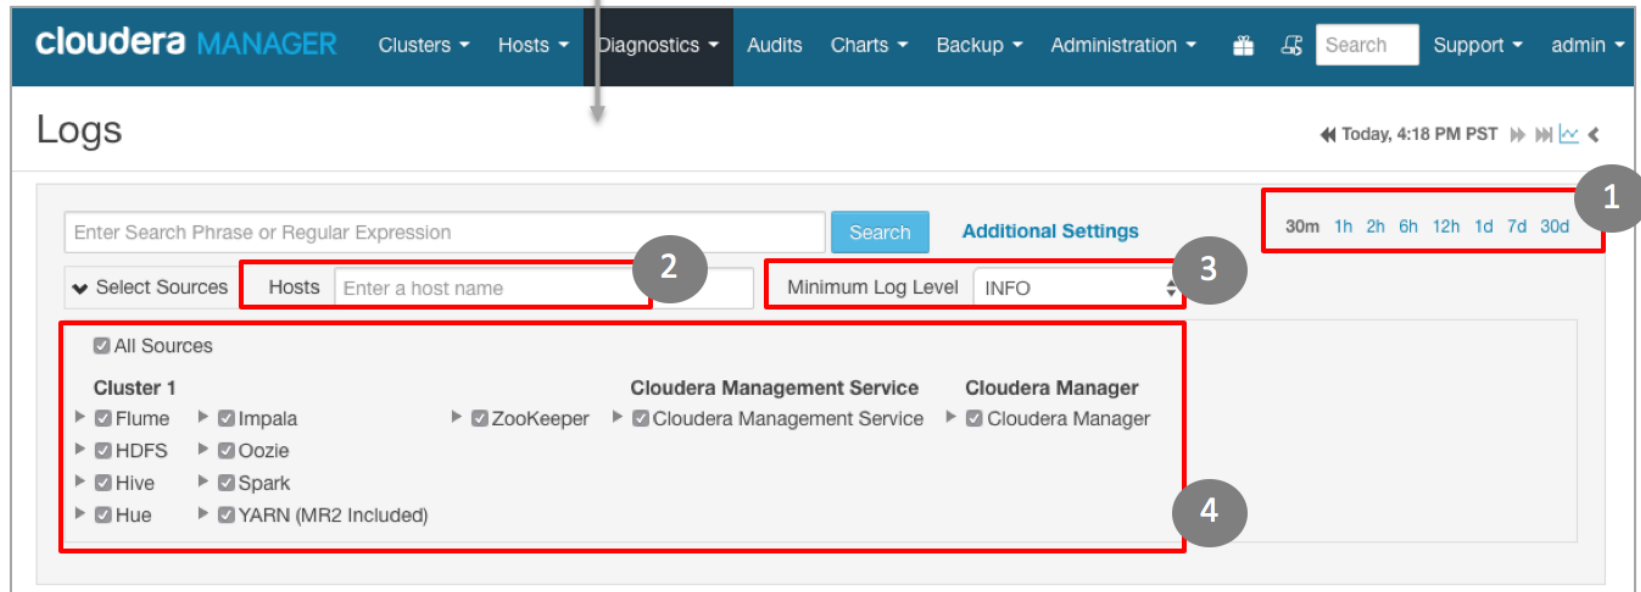 cloudera MANAGER Clusters Hosts Diagnostics Audits Charts Backup Administration Search Support admin
Logs
Today, 4:18 PM PST
1
Enter Search Phrase or Regular Expression Search Additional Settings 30m 1h 2h 6h 12h 1d 7d 30d
2
3
Select Sources Hosts Enter a host name Minimum Log Level INFO
All Sources
Cluster 1 Cloudera Management Service Cloudera Manager
Flume Impala ZooKeeper Cloudera Management Service Cloudera Manager
HDFS Oozie
Hive Spark
Hue YARN (MR2 Included)
4